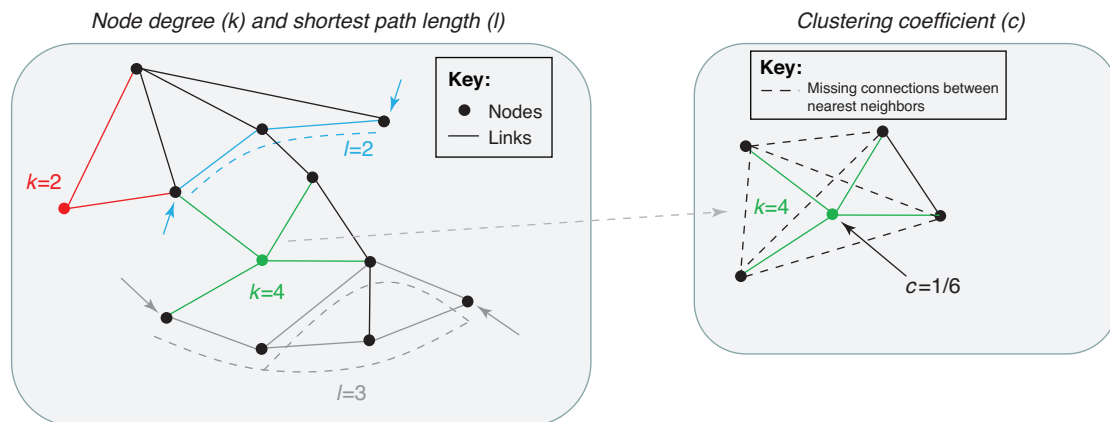 Node degree (k) and shortest path length (l)
Key:
Nodes
Links
l=2
k=2
k=4
l=3
Clustering coefficient (c)
Key:
Missing connections between
nearest neighbors
k=4
c=1/6